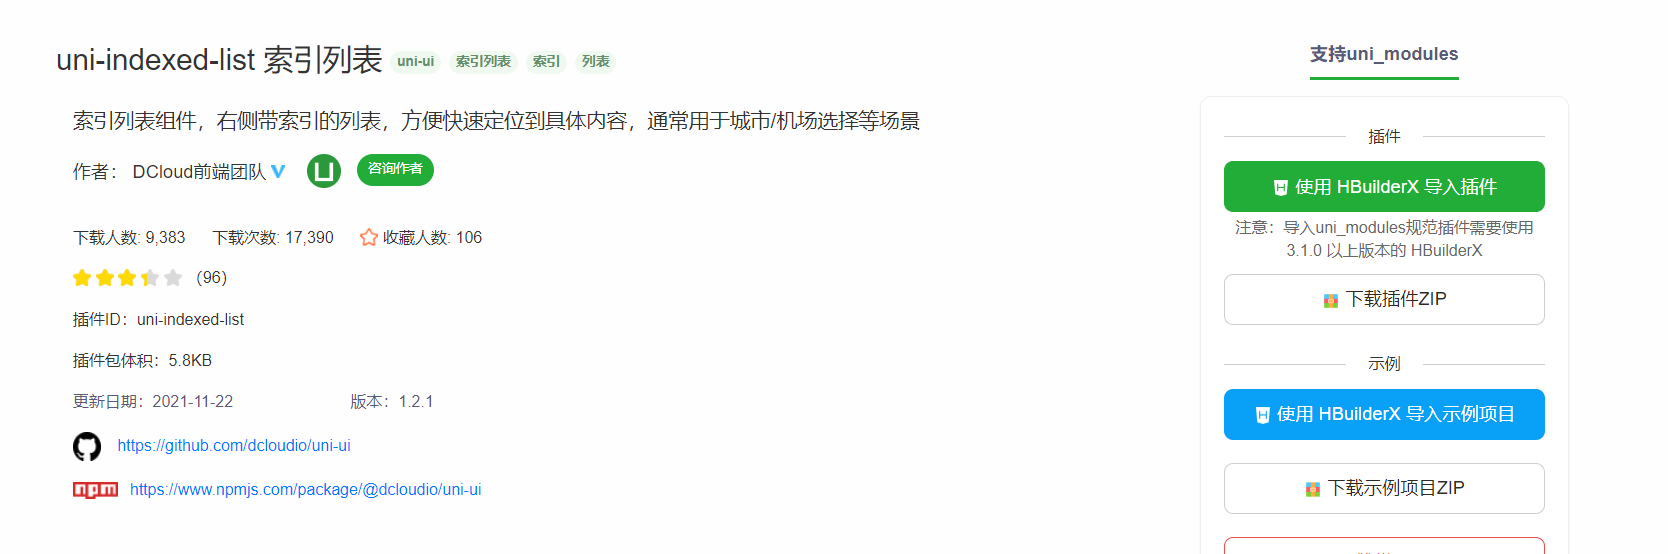 uni-indexed-list 索引列表 uni-ui 索引列表 索引 列表
索引列表组件，右侧带索引的列表，方便快速定位到具体内容，通常用于城市/机场选择等场景
作者： DCloud前端团队 咨询作者
下载人数: 9,383 下载次数: 17,390 收藏人数: 106
(96)
插件ID：uni-indexed-list
插件包体积：5.8KB
更新日期：2021-11-22 版本：1.2.1
https://github.com/dcloudio/uni-ui
npm https://www.npmjs.com/package/@dcloudio/uni-ui
支持uni_modules
插件
使用 HBuilderX 导入插件
注意：导入uni_modules规范插件需要使用
3.1.0 以上版本的 HBuilderX
下载插件ZIP
示例
使用 HBuilderX 导入示例项目
下载示例项目ZIP